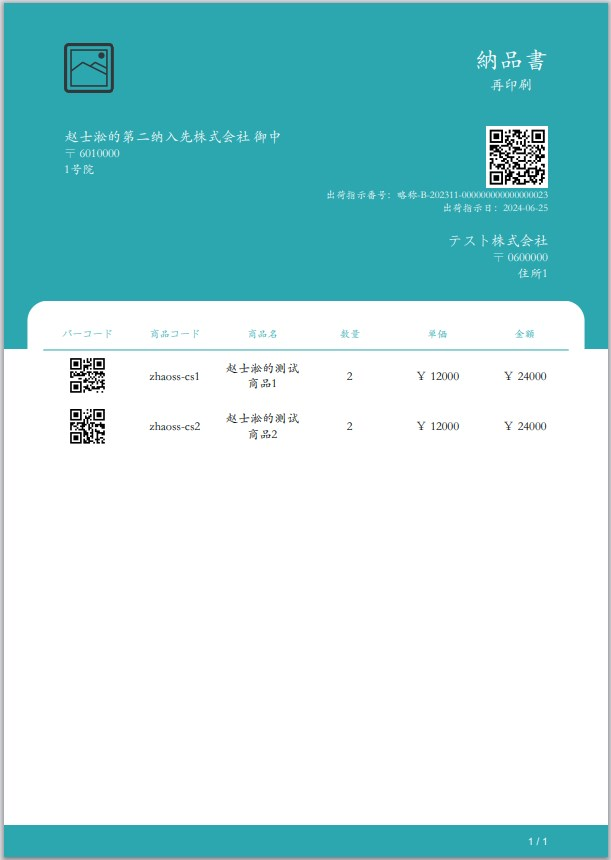 納品書
再印刷
赵士淞的第二纳入先株式会社 御中
〒 6010000
1号院
出荷指示番号: 略称-B-202311-000000000000000023
出荷指示日: 2024-06-25
テスト株式会社
〒 0600000
住所1
バーコード 商品コード 商品名 数量 単価 金額
zhaoss-cs1 赵士淞的测试商品1 2 ￥ 12000 ￥ 24000
zhaoss-cs2 赵士淞的测试商品2 2 ￥ 12000 ￥ 24000
1 / 1